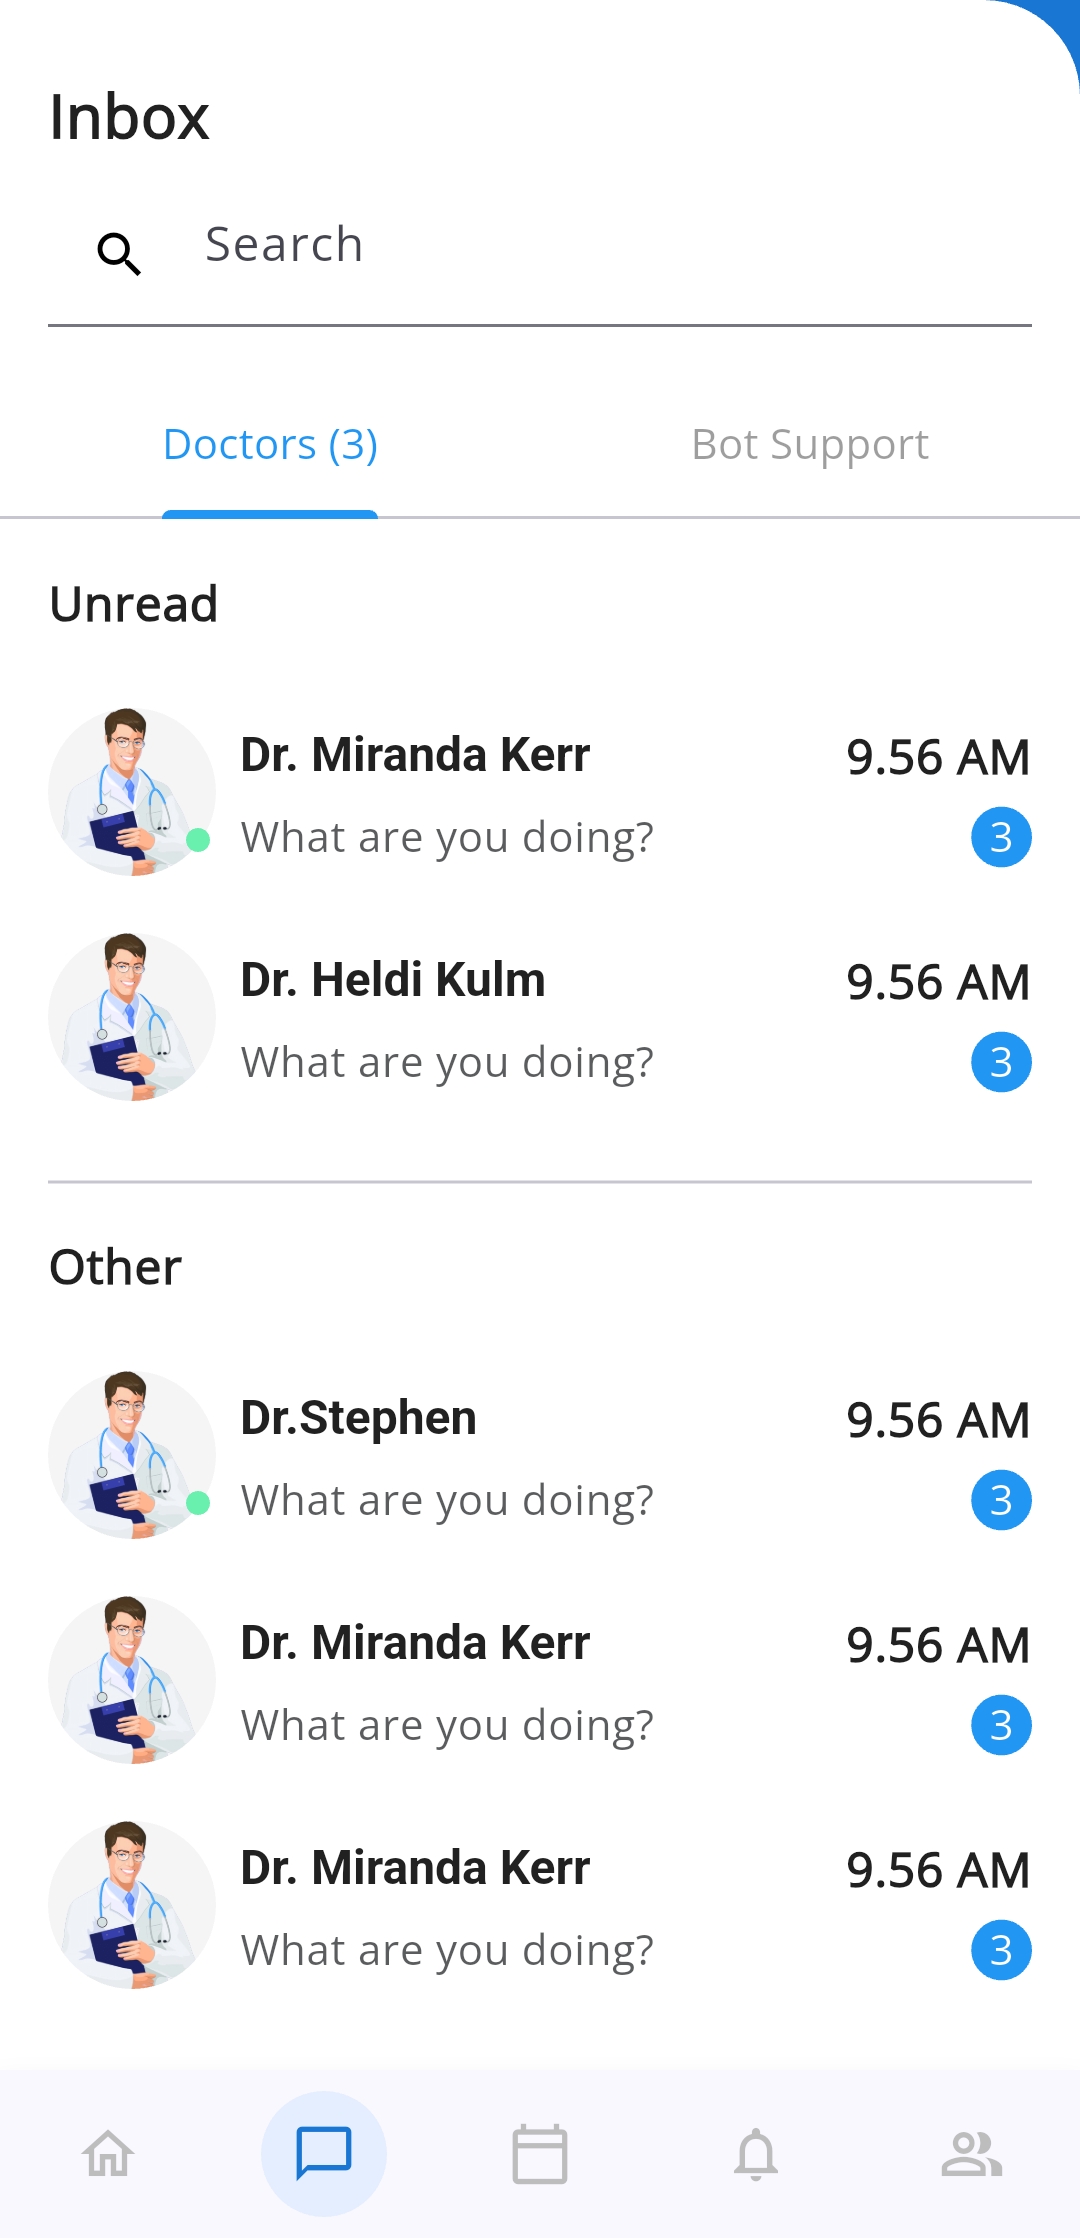 Inbox
Search
Doctors (3)
Bot Support
Unread
Dr. Miranda Kerr
9.56 AM
What are you doing?
3
Dr. Heldi Kulm
9.56 AM
What are you doing?
3
Other
Dr.Stephen
9.56 AM
What are you doing?
3
Dr. Miranda Kerr
9.56 AM
What are you doing?
3
Dr. Miranda Kerr
9.56 AM
What are you doing?
3